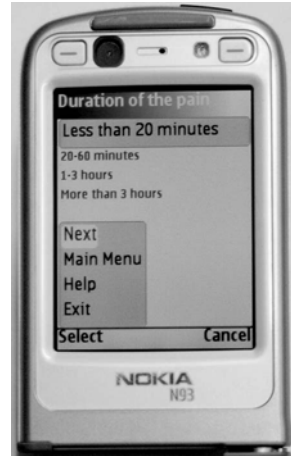 Duration of the pain
Less than 20 minutes
20-60 minutes
1-3 hours
More than 3 hours
Next
Main Menu
Help
Exit
Select Cancel
NOKIA
N93